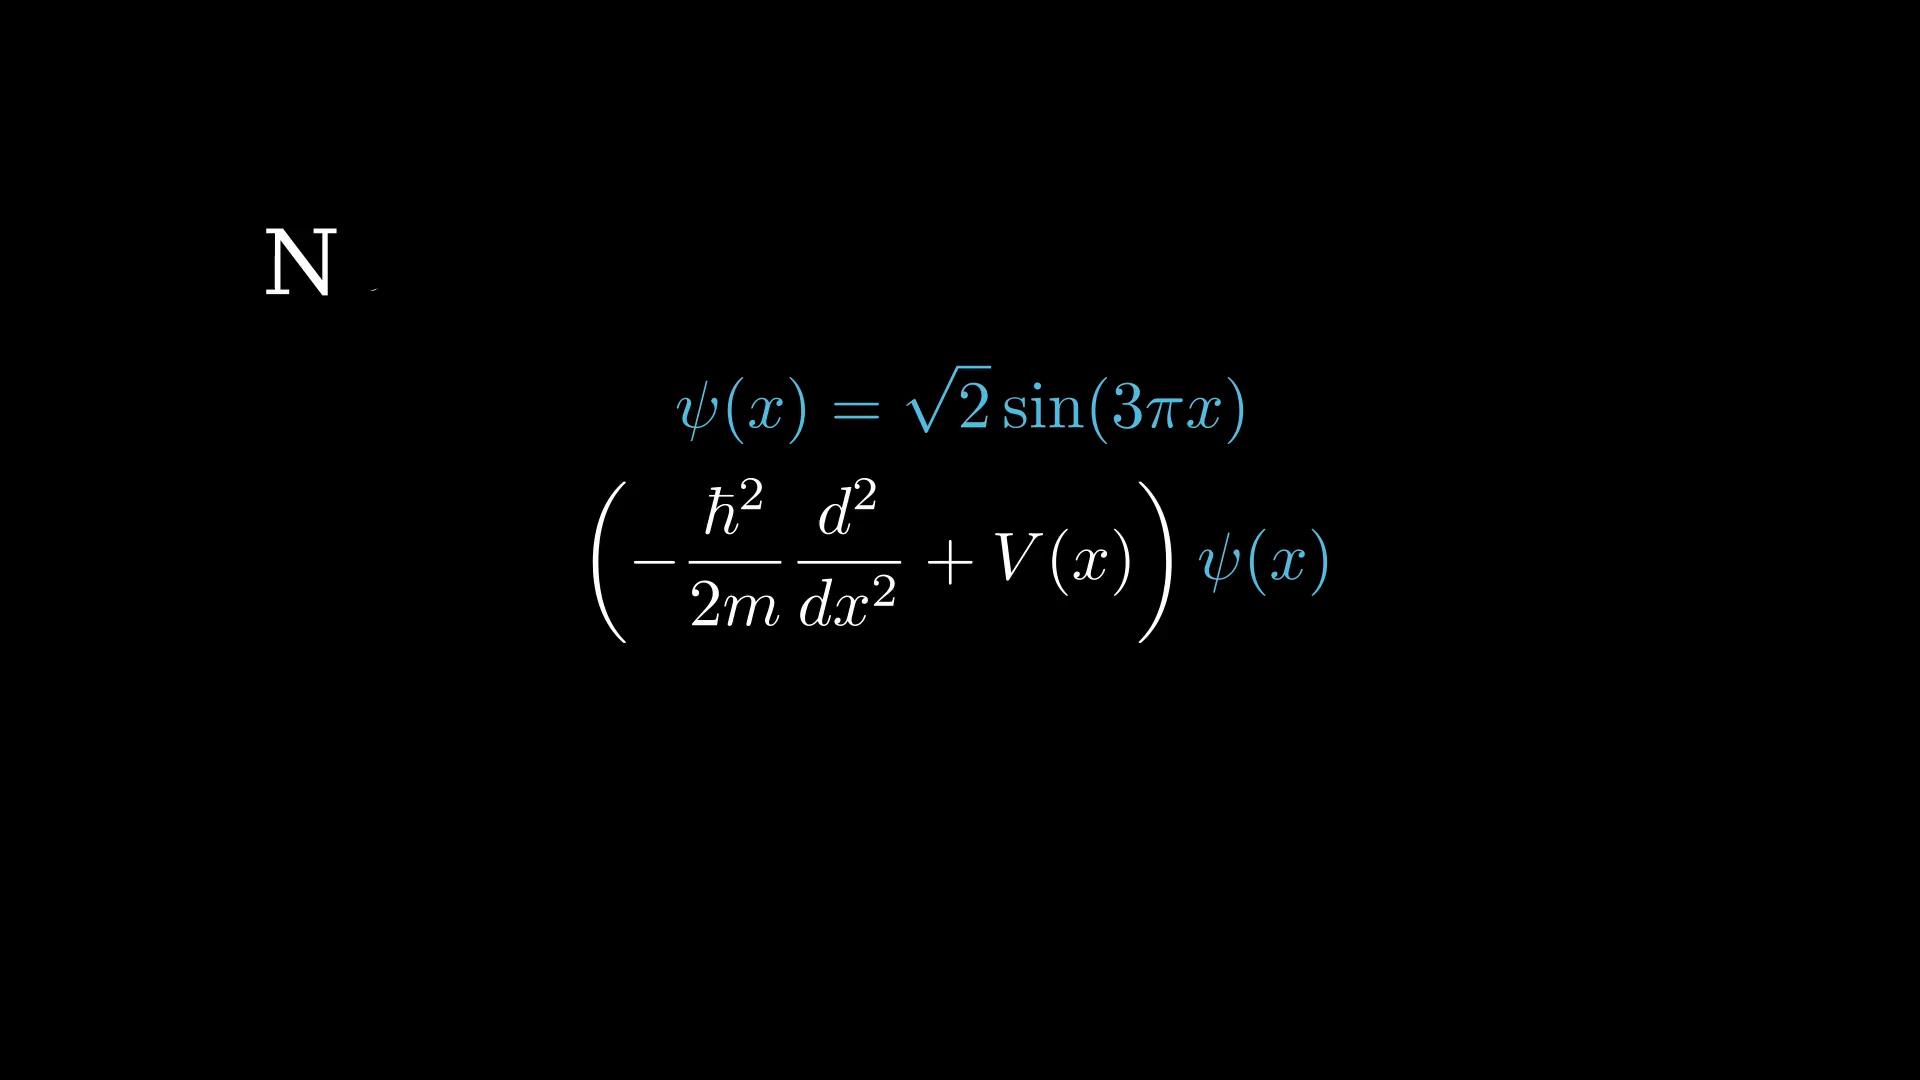 N
ψ(x) = √2 sin(3πx)
(−ħ²/2m d²/dx² + V(x)) ψ(x)